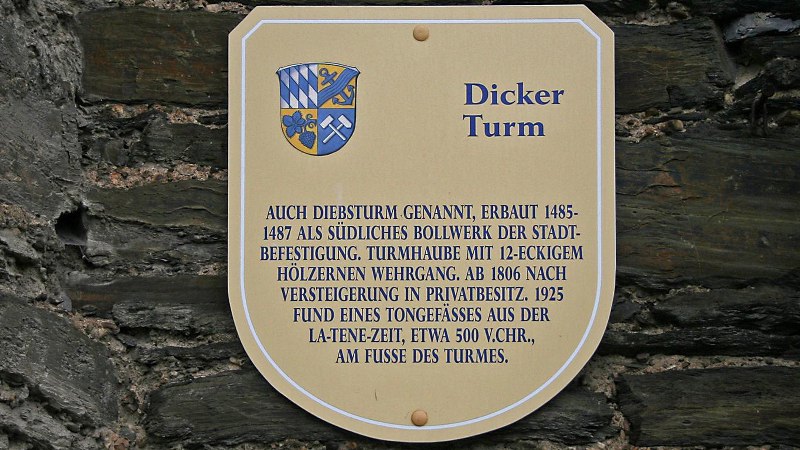 Dicker
Turm
AUCH DIEBSTURM GENANNT, ERBAUT 1485-
1487 ALS SÜDLICHES BOLLWERK DER STADT-
BEFESTIGUNG. TURMHAUBE MIT 12-ECKIGEM
HÖLZERNEN WEHRGANG. AB 1806 NACH
VERSTEIGERUNG IN PRIVATBESITZ. 1925
FUND EINES TONGEFÄSSES AUS DER
LA-TENE-ZEIT, ETWA 500 V.CHR.,
AM FUSSE DES TURMES.